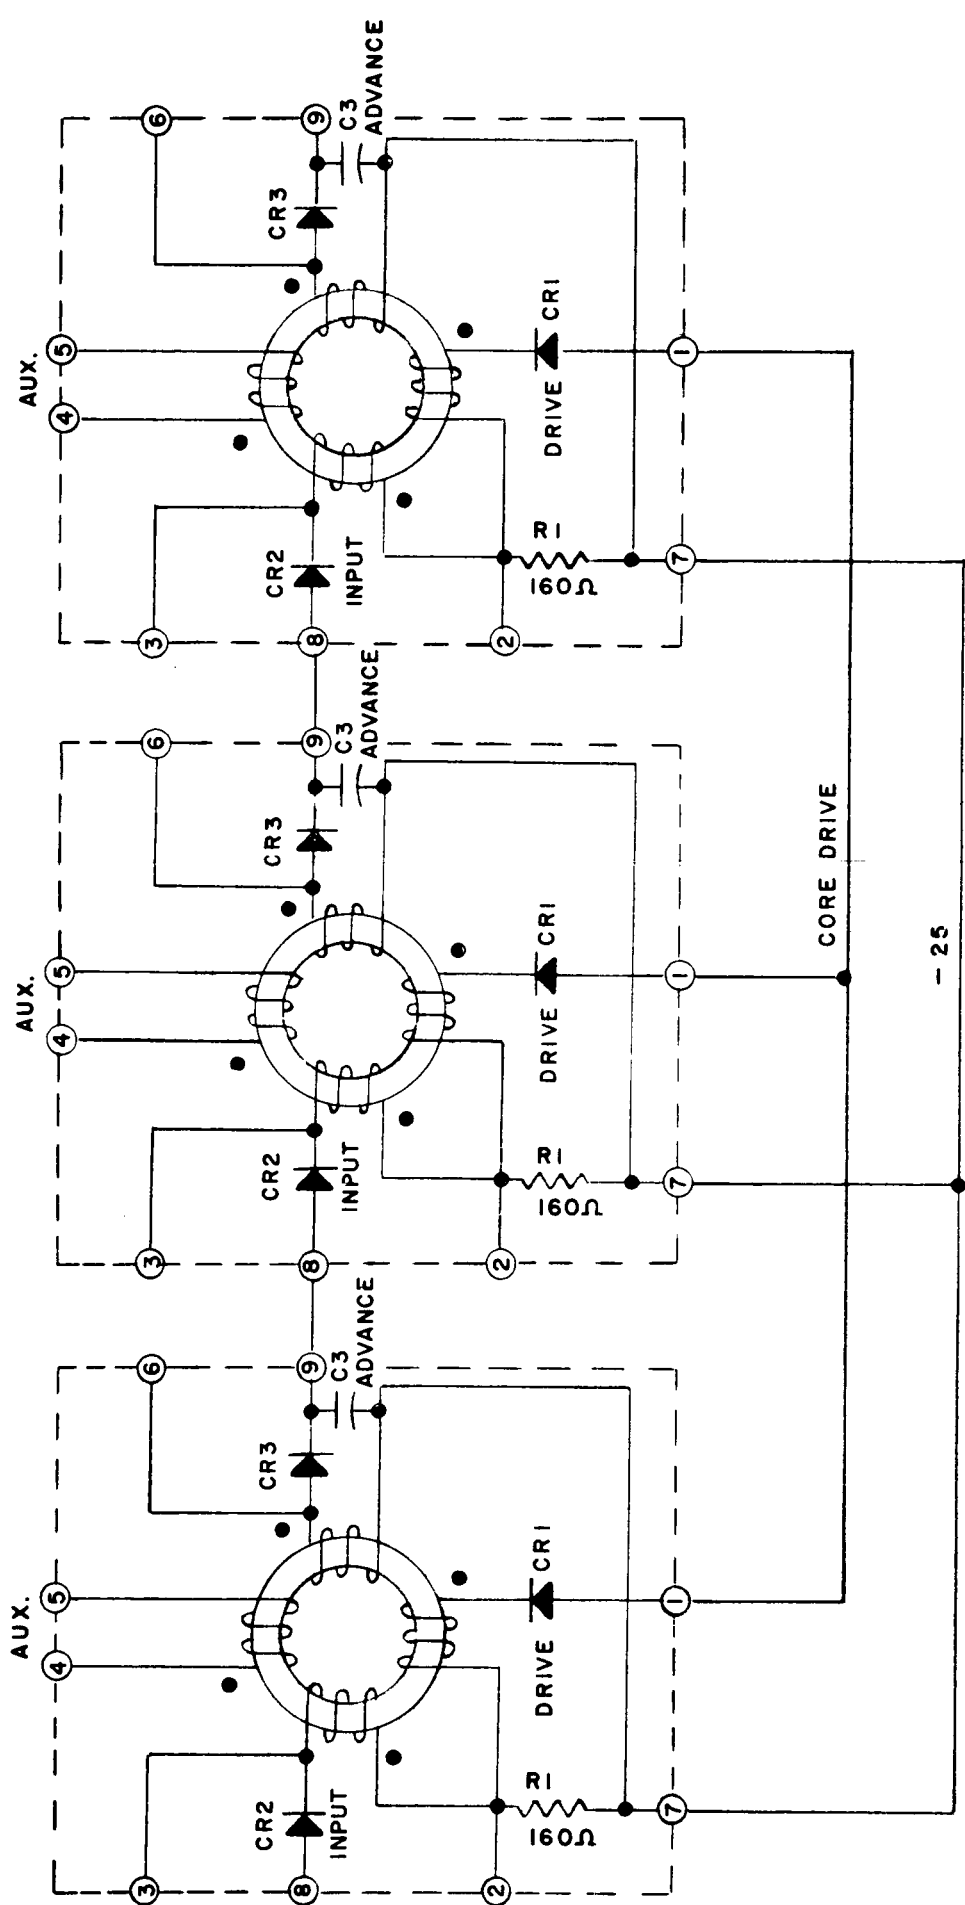 AUX.
4
5
3
6
CR2
INPUT
CR3
8
9
C3
ADVANCE
2
R1
160Ω
DRIVE
CR1
7
1
AUX.
4
5
3
6
CR2
INPUT
CR3
8
9
C3
ADVANCE
2
R1
160Ω
DRIVE
CR1
7
1
AUX.
4
5
3
6
CR2
INPUT
CR3
8
9
C3
ADVANCE
2
R1
160Ω
DRIVE
CR1
7
1
CORE DRIVE
-25